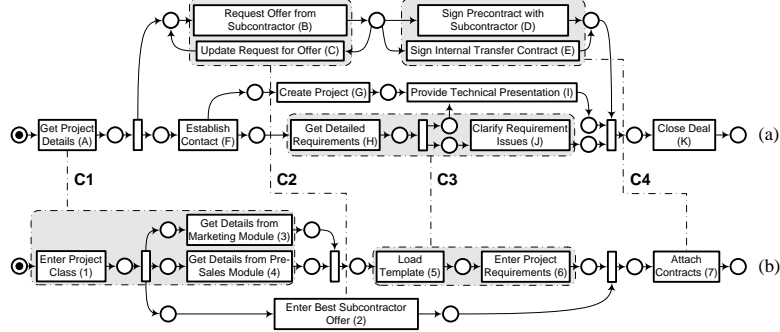 Request Offer from
Subcontractor (B)
Sign Precontract with
Subcontractor (D)
Update Request for Offer (C)
Sign Internal Transfer Contract (E)
Create Project (G)
Provide Technical Presentation (I)
Get Project
Details (A)
Establish
Contact (F)
Get Detailed
Requirements (H)
Clarify Requirement
Issues (J)
Close Deal
(K)
(a)
C1
C2
C3
C4
Get Details from
Marketing Module (3)
Enter Project
Class (1)
Get Details from Pre-
Sales Module (4)
Load
Template (5)
Enter Project
Requirements (6)
Attach
Contracts (7)
(b)
Enter Best Subcontractor
Offer (2)